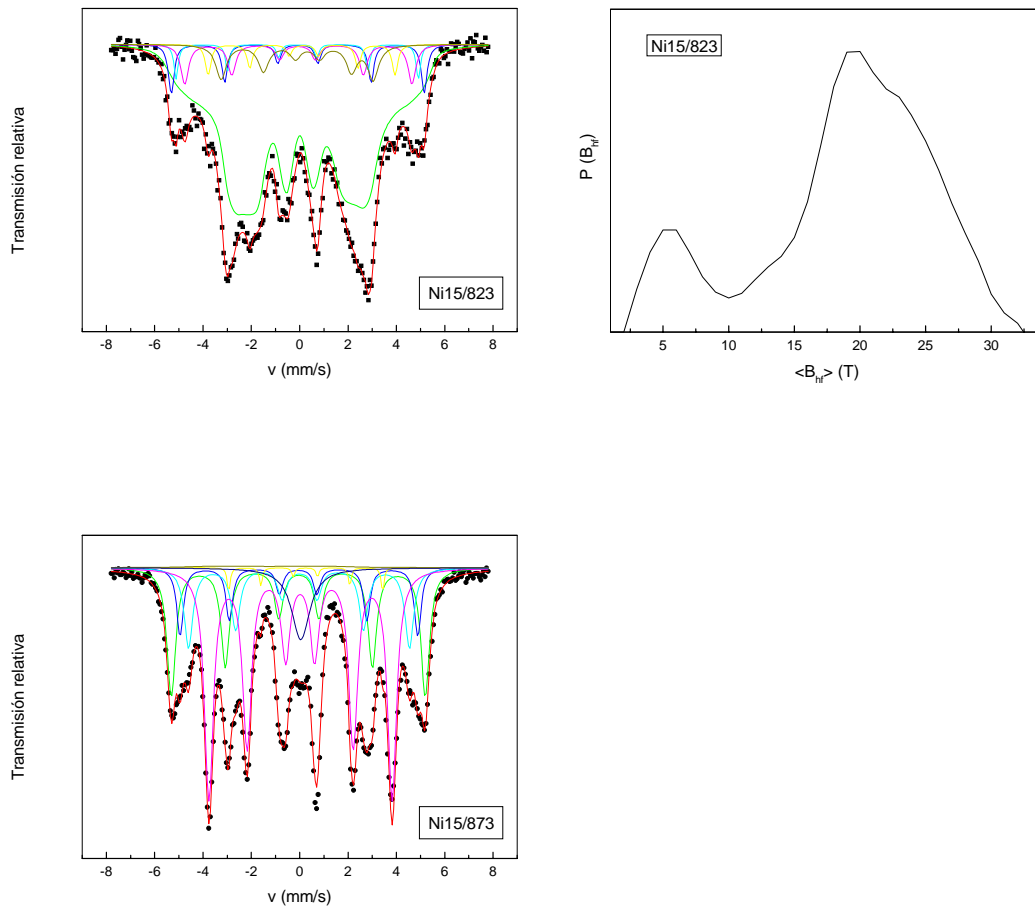 Transmisión relativa
Ni15/823
-8 -6 -4 -2 0 2 4 6 8
v (mm/s)
P (B_hf)
Ni15/823
5 10 15 20 25 30
<B_hf> (T)
Transmisión relativa
Ni15/873
-8 -6 -4 -2 0 2 4 6 8
v (mm/s)